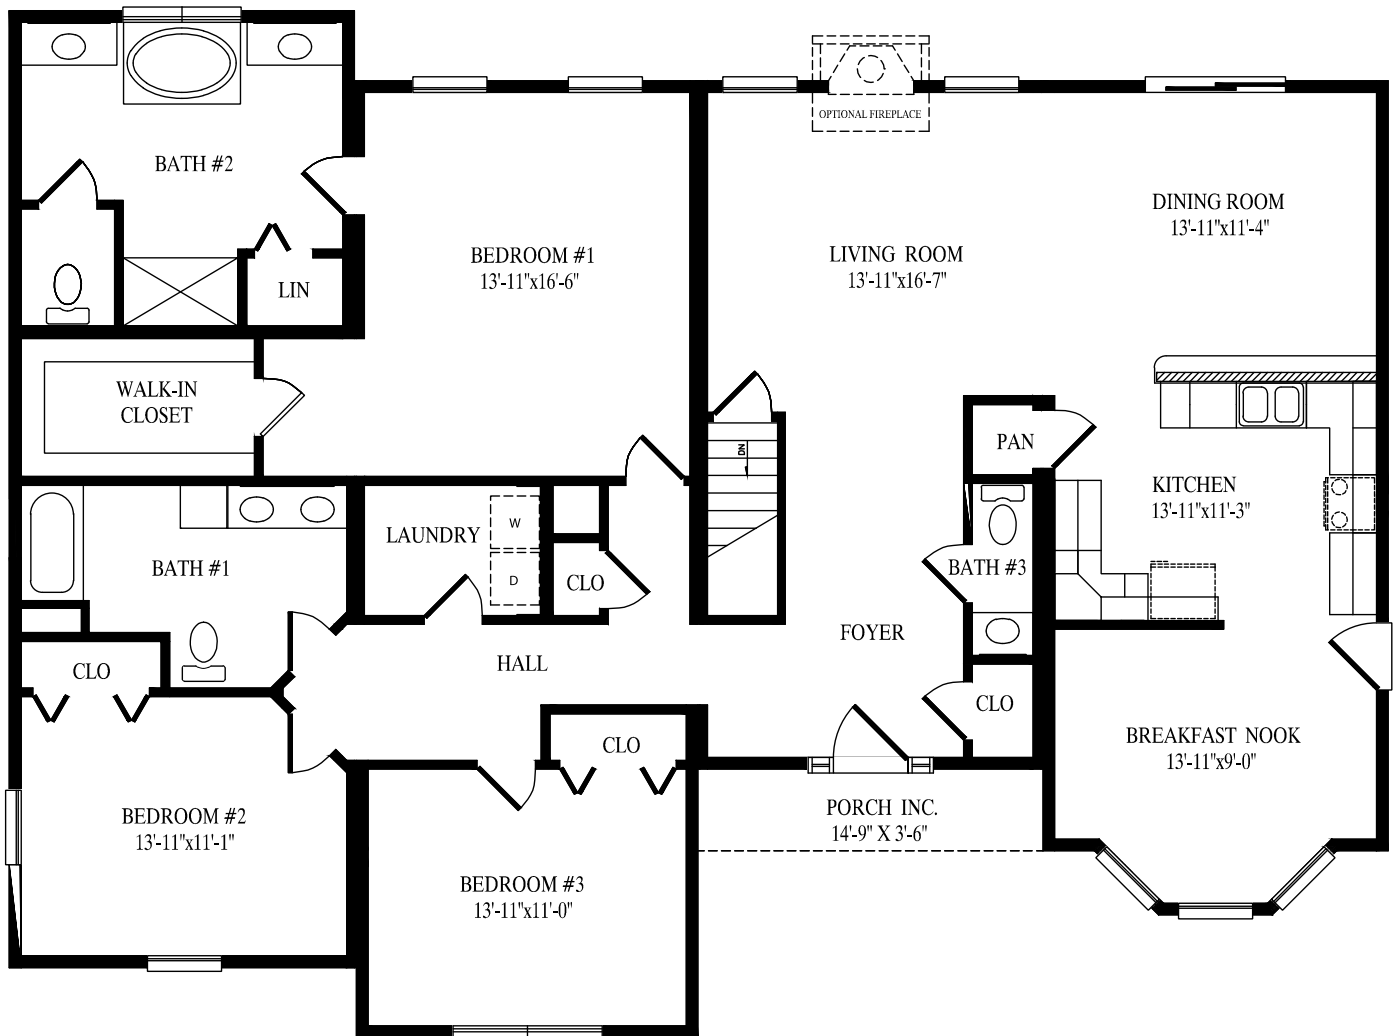 OPTIONAL FIREPLACE
BATH #2
DINING ROOM
13'-11"x11'-4"
BEDROOM #1
13'-11"x16'-6"
LIVING ROOM
13'-11"x16'-7"
LIN
WALK-IN
CLOSET
PAN
DN
KITCHEN
13'-11"x11'-3"
LAUNDRY
W
D
BATH #1
CLO
BATH #3
FOYER
HALL
CLO
CLO
BREAKFAST NOOK
13'-11"x9'-0"
CLO
BEDROOM #2
13'-11"x11'-1"
PORCH INC.
14'-9" X 3'-6"
BEDROOM #3
13'-11"x11'-0"